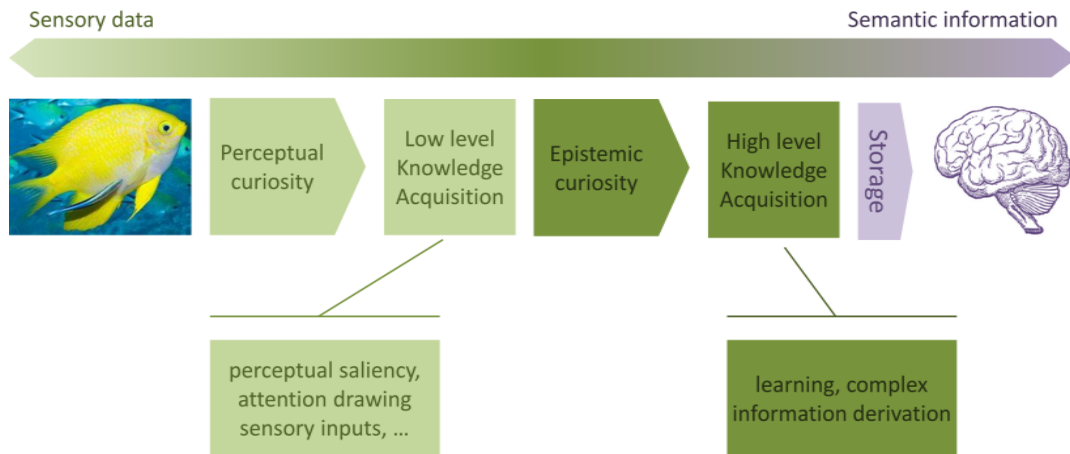 Sensory data
Semantic information
Perceptual
curiosity
Low level
Knowledge
Acquisition
Epistemic
curiosity
High level
Knowledge
Acquisition
Storage
perceptual saliency,
attention drawing
sensory inputs, ...
learning, complex
information derivation